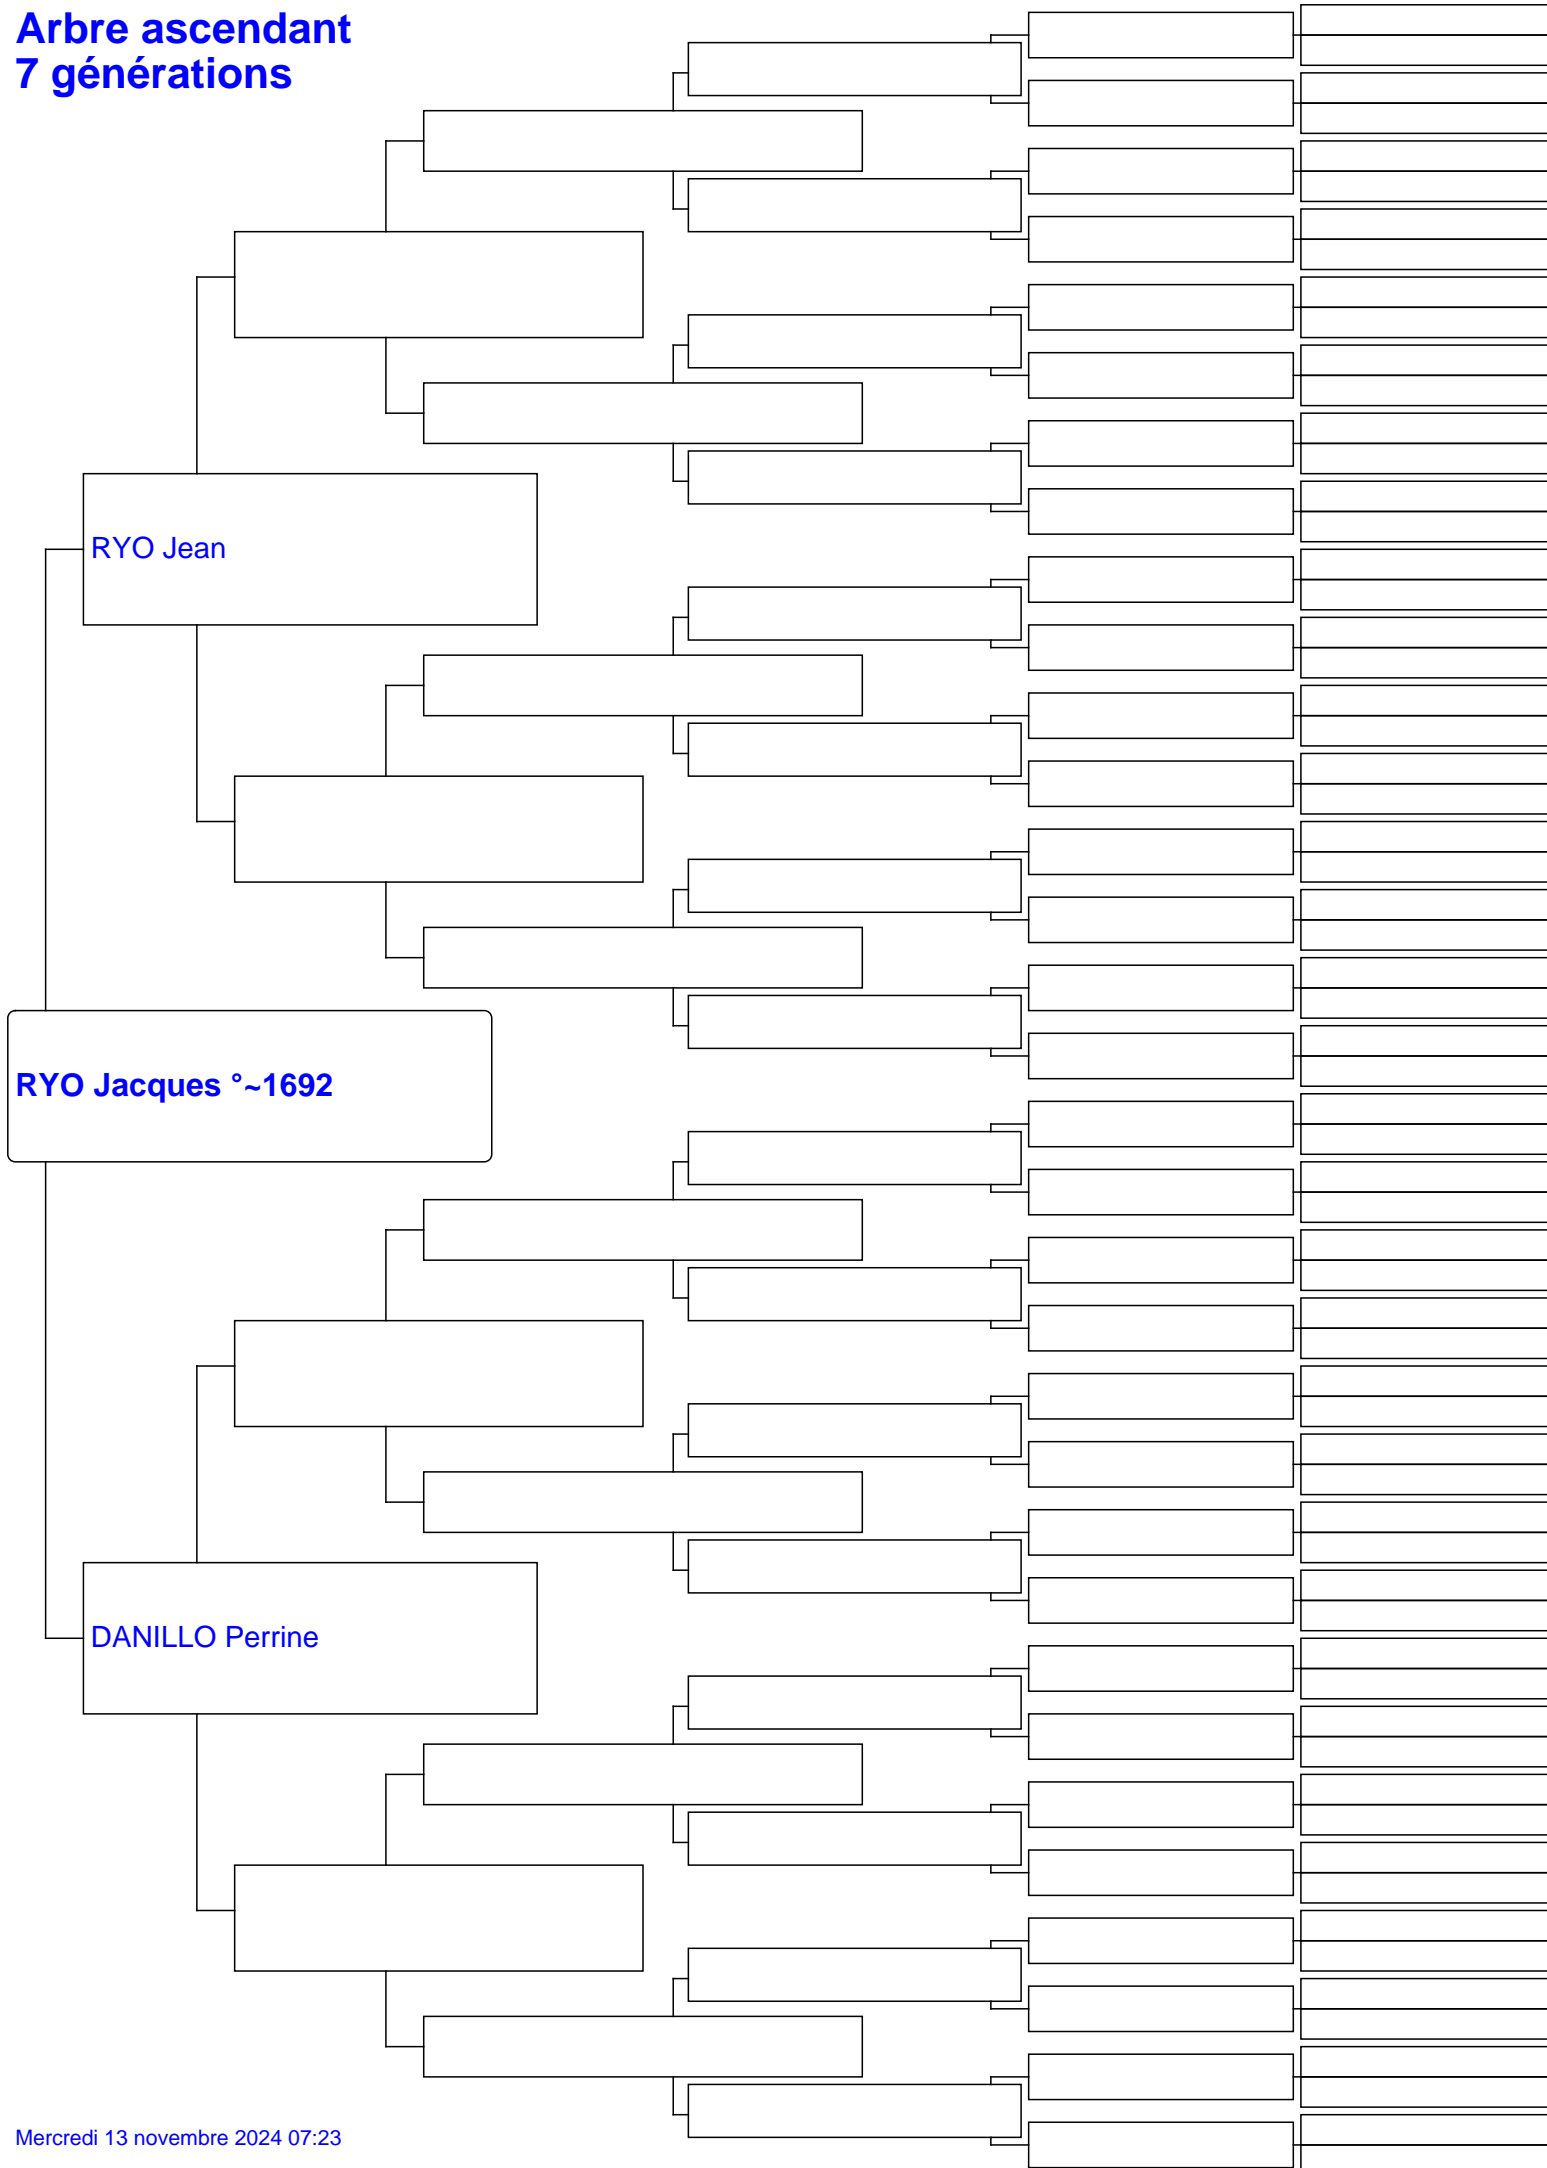 Arbre ascendant
7 générations
RYO Jean
RYO Jacques °~1692
DANILLO Perrine
Mercredi 13 novembre 2024 07:23